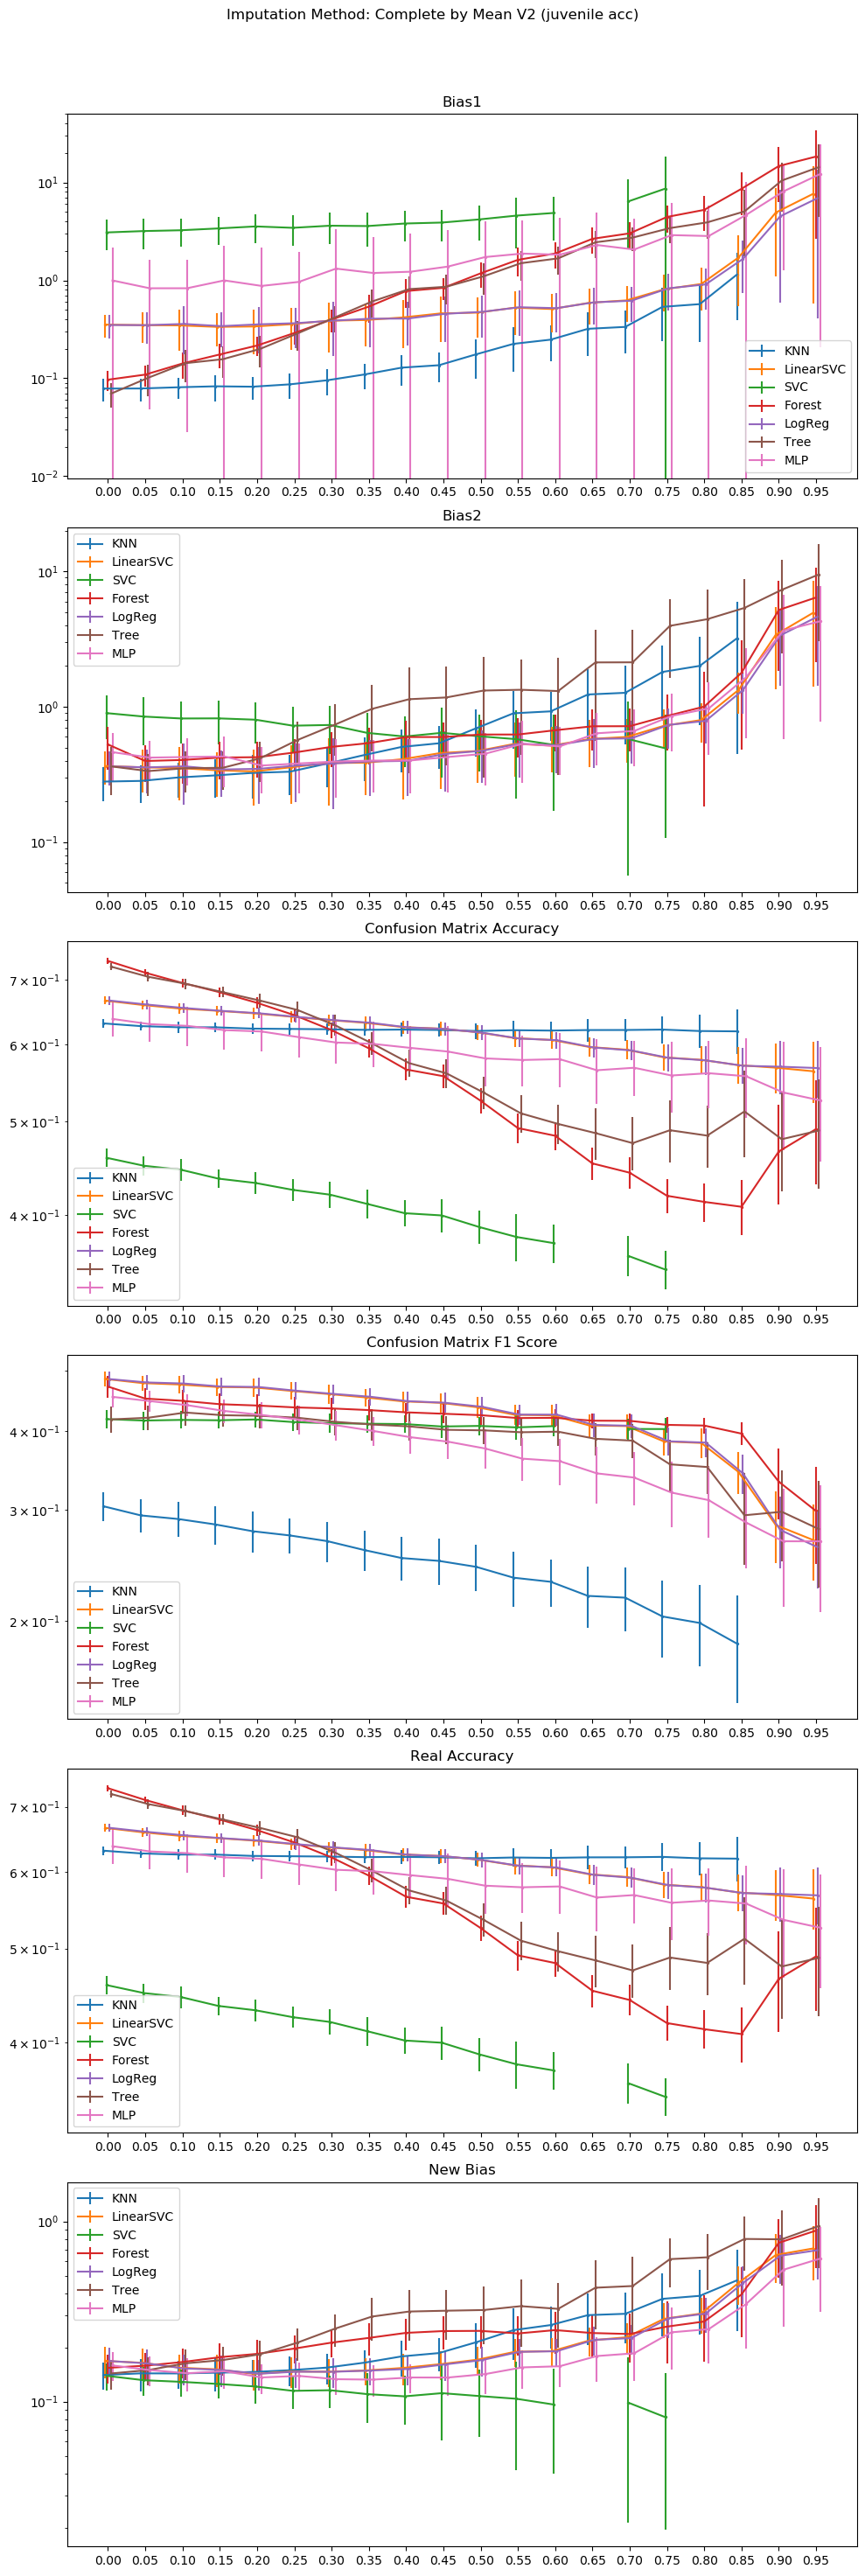 Imputation Method: Complete by Mean V2 (juvenile acc)
Bias1
10¹
10⁰
10⁻¹
10⁻²
KNN
LinearSVC
SVC
Forest
LogReg
Tree
MLP
0.00 0.05 0.10 0.15 0.20 0.25 0.30 0.35 0.40 0.45 0.50 0.55 0.60 0.65 0.70 0.75 0.80 0.85 0.90 0.95
Bias2
10¹
10⁰
10⁻¹
KNN
LinearSVC
SVC
Forest
LogReg
Tree
MLP
0.00 0.05 0.10 0.15 0.20 0.25 0.30 0.35 0.40 0.45 0.50 0.55 0.60 0.65 0.70 0.75 0.80 0.85 0.90 0.95
Confusion Matrix Accuracy
7 × 10⁻¹
6 × 10⁻¹
5 × 10⁻¹
4 × 10⁻¹
KNN
LinearSVC
SVC
Forest
LogReg
Tree
MLP
0.00 0.05 0.10 0.15 0.20 0.25 0.30 0.35 0.40 0.45 0.50 0.55 0.60 0.65 0.70 0.75 0.80 0.85 0.90 0.95
Confusion Matrix F1 Score
4 × 10⁻¹
3 × 10⁻¹
2 × 10⁻¹
KNN
LinearSVC
SVC
Forest
LogReg
Tree
MLP
0.00 0.05 0.10 0.15 0.20 0.25 0.30 0.35 0.40 0.45 0.50 0.55 0.60 0.65 0.70 0.75 0.80 0.85 0.90 0.95
Real Accuracy
7 × 10⁻¹
6 × 10⁻¹
5 × 10⁻¹
4 × 10⁻¹
KNN
LinearSVC
SVC
Forest
LogReg
Tree
MLP
0.00 0.05 0.10 0.15 0.20 0.25 0.30 0.35 0.40 0.45 0.50 0.55 0.60 0.65 0.70 0.75 0.80 0.85 0.90 0.95
New Bias
10⁰
10⁻¹
KNN
LinearSVC
SVC
Forest
LogReg
Tree
MLP
0.00 0.05 0.10 0.15 0.20 0.25 0.30 0.35 0.40 0.45 0.50 0.55 0.60 0.65 0.70 0.75 0.80 0.85 0.90 0.95